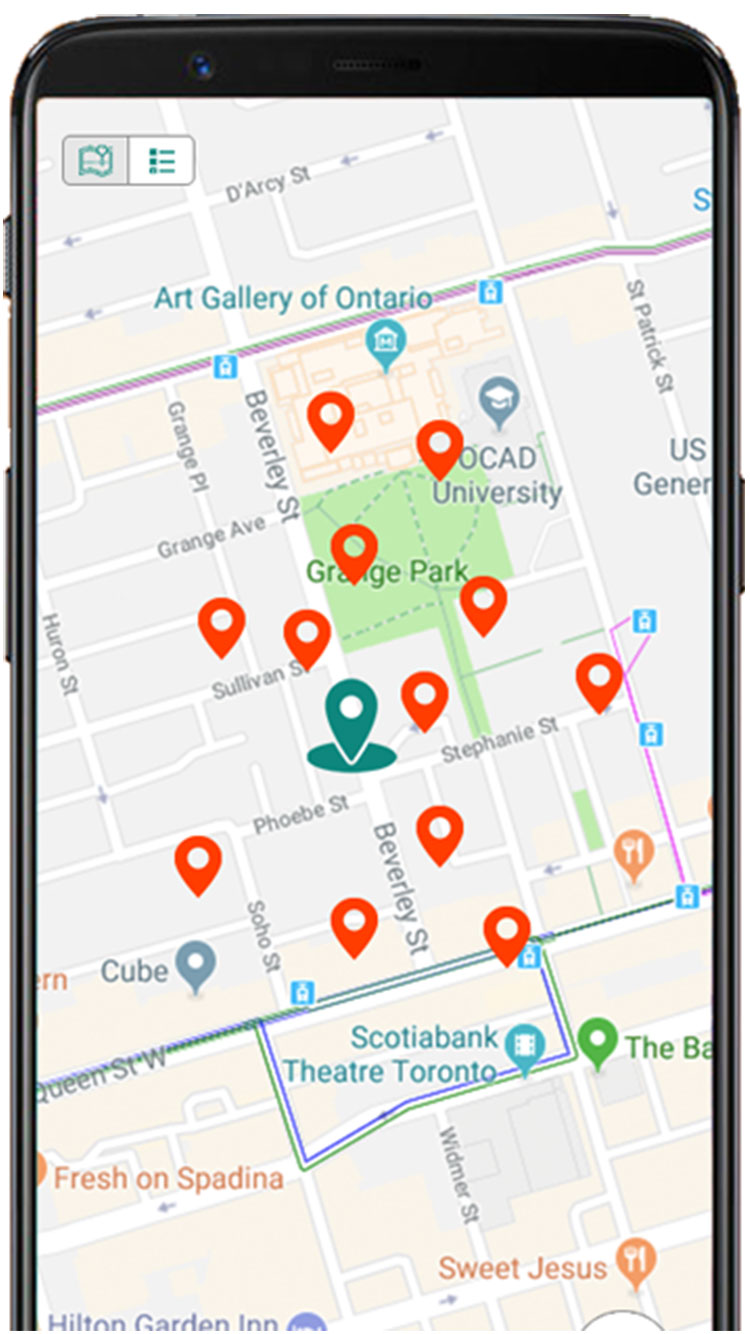 D'Arcy St
S
Art Gallery of Ontario
St Patrick St
Grange Pl
Beverley St
OCAD
University
US
Gener
Grange Ave
Grange Park
Huron St
Sullivan S
Stephanie St
Phoebe St
Beverley St
Soho St
ern
Cube
Queen St W
Scotiabank
Theatre Toronto
The Ba
Widmer St
Fresh on Spadina
Sweet Jesus
Hilton Garden Inn